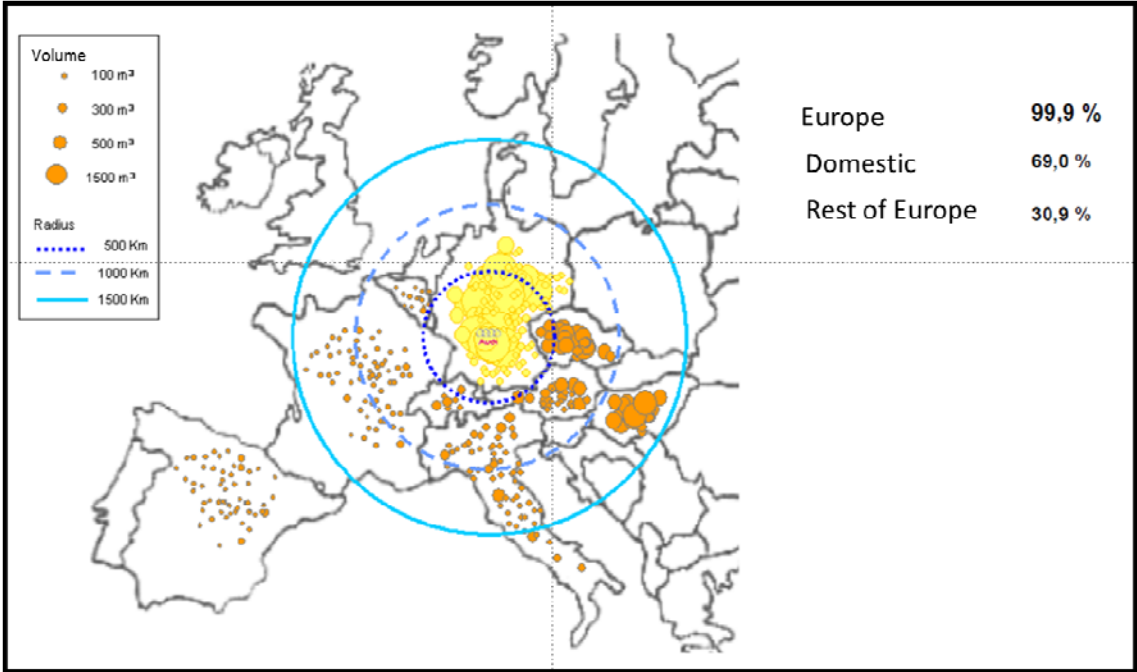 Volume
100 m³
300 m³
500 m³
1500 m³
Radius
500 Km
1000 Km
1500 Km
Audi
Europe 99,9 %
Domestic 69,0 %
Rest of Europe 30,9 %